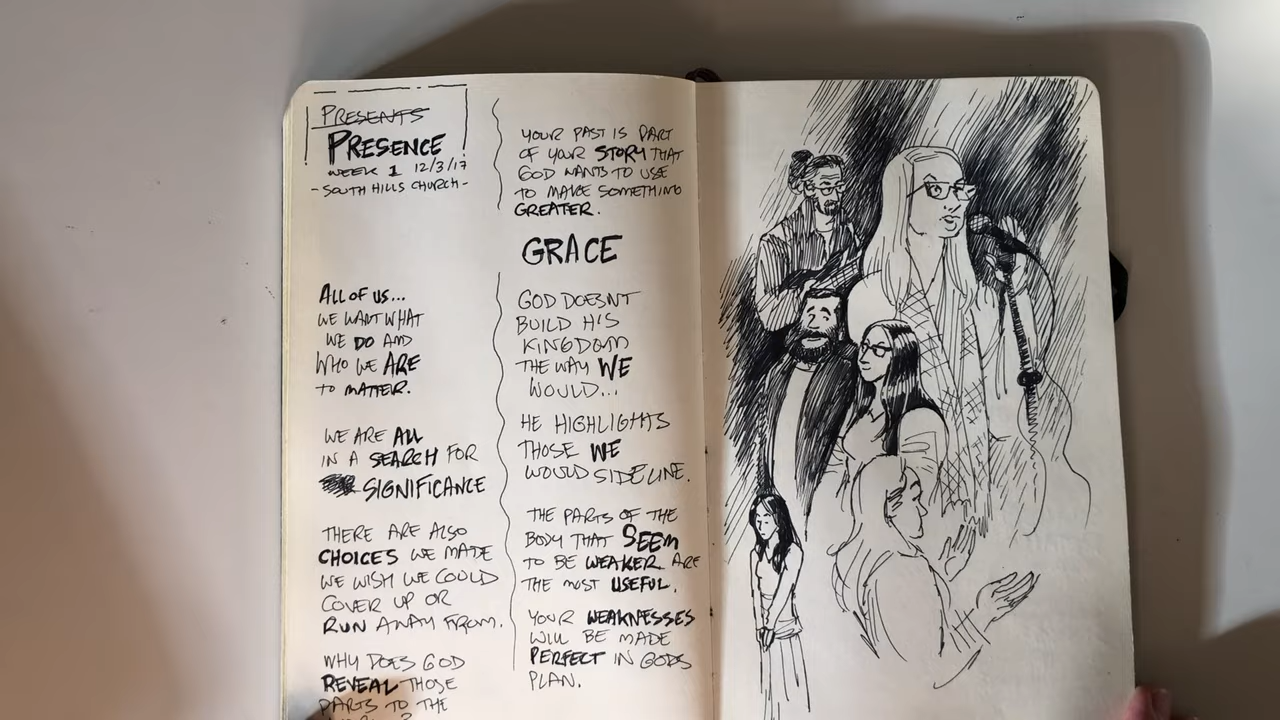 PRESENTS
PRESENCE
WEEK 1 12/3/17
- SOUTH HILLS CHURCH -
ALL OF US...
WE WANT WHAT
WE DO AND
WHO WE ARE
TO MATTER.
WE ARE ALL
IN A SEARCH FOR
SIGNIFICANCE
THERE ARE ALSO
CHOICES WE MADE
WE WISH WE COULD
COVER UP OR
RUN AWAY FROM.
WHY DOES GOD
REVEAL THOSE
PARTS TO THE
YOUR PAST IS PART
OF YOUR STORY THAT
GOD WANTS TO USE
TO MAKE SOMETHING
GREATER.
GRACE
GOD DOESNT
BUILD HIS
KINGDOM
THE WAY WE
WOULD...
HE HIGHLIGHTS
THOSE WE
WOULD SIDELINE.
THE PARTS OF THE
BODY THAT SEEM
TO BE WEAKER ARE
THE MOST USEFUL.
YOUR WEAKNESSES
WILL BE MADE
PERFECT IN GODS
PLAN.